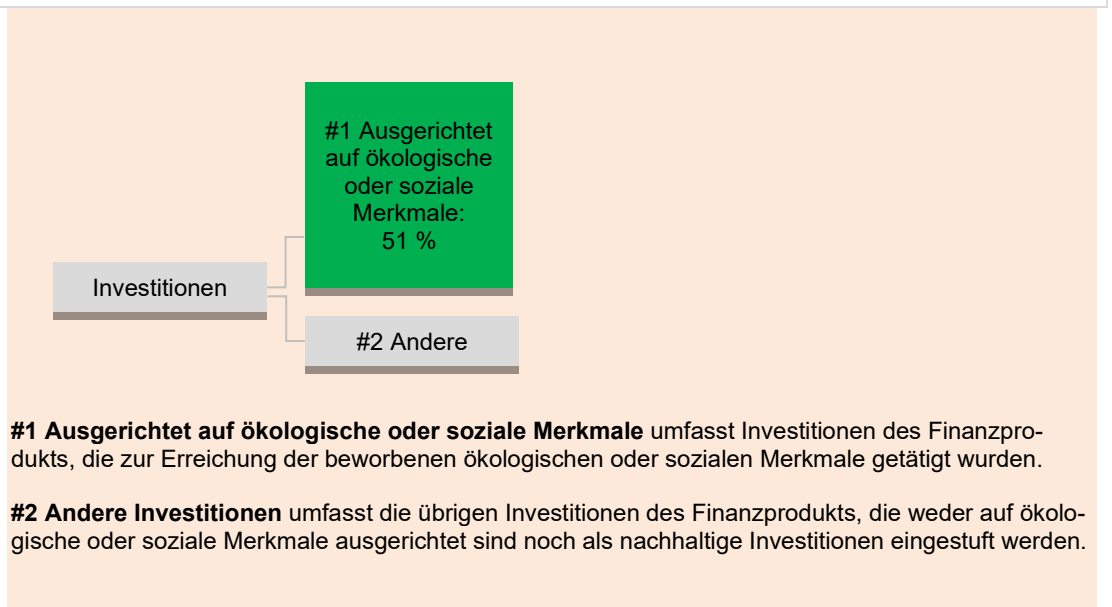 #1 Ausgerichtet
auf ökologische
oder soziale
Merkmale:
51 %
Investitionen
#2 Andere
#1 Ausgerichtet auf ökologische oder soziale Merkmale umfasst Investitionen des Finanzpro-
dukts, die zur Erreichung der beworbenen ökologischen oder sozialen Merkmale getätigt wurden.
#2 Andere Investitionen umfasst die übrigen Investitionen des Finanzprodukts, die weder auf ökolo-
gische oder soziale Merkmale ausgerichtet sind noch als nachhaltige Investitionen eingestuft werden.